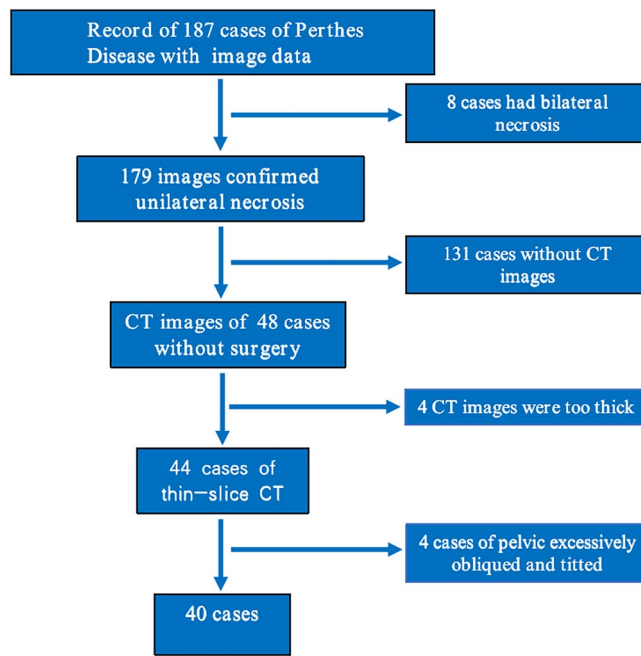 Record of 187 cases of Perthes
Disease with image data
8 cases had bilateral
necrosis
179 images confirmed
unilateral necrosis
131 cases without CT
images
CT images of 48 cases
without surgery
4 CT images were too thick
44 cases of
thin-slice CT
4 cases of pelvic excessively
obliqued and titted
40 cases